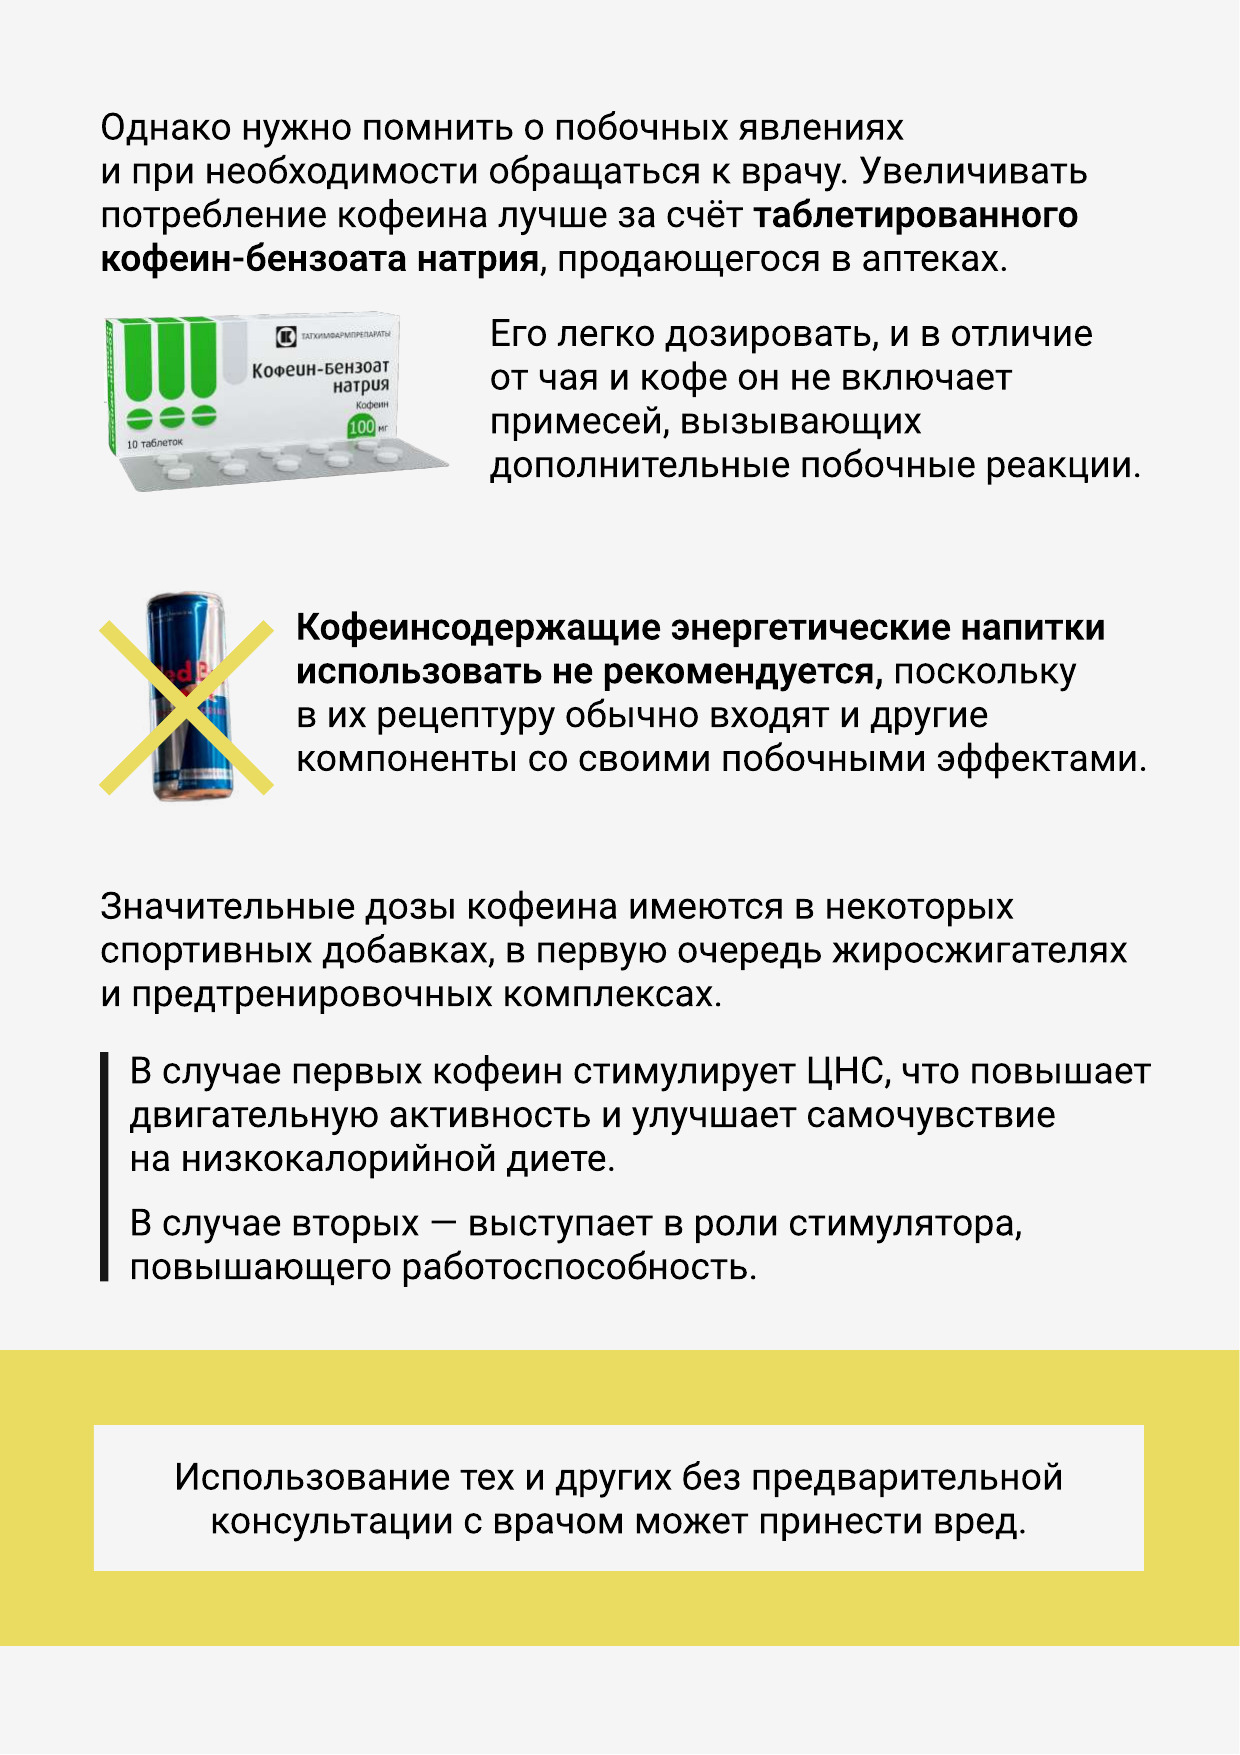 Однако нужно помнить о побочных явлениях
и при необходимости обращаться к врачу. Увеличивать
потребление кофеина лучше за счёт таблетированного
кофеин-бензоата натрия, продающегося в аптеках.
ТАТХИМФАРМПРЕПАРАТЫ
Кофеин-Бензоат
натрия
Кофеин
100 мг
10 таблеток
Его легко дозировать, и в отличие
от чая и кофе он не включает
примесей, вызывающих
дополнительные побочные реакции.
Кофеинсодержащие энергетические напитки
использовать не рекомендуется, поскольку
в их рецептуру обычно входят и другие
компоненты со своими побочными эффектами.
Значительные дозы кофеина имеются в некоторых
спортивных добавках, в первую очередь жиросжигателях
и предтренировочных комплексах.
В случае первых кофеин стимулирует ЦНС, что повышает
двигательную активность и улучшает самочувствие
на низкокалорийной диете.
В случае вторых — выступает в роли стимулятора,
повышающего работоспособность.
Использование тех и других без предварительной
консультации с врачом может принести вред.